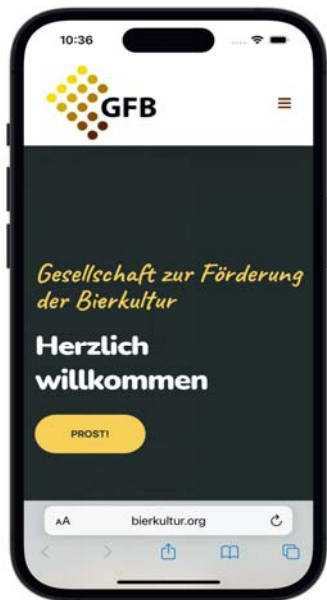 10:36
GFB
Gesellschaft zur Förderung
der Bierkultur
Herzlich
willkommen
PROST!
AA
bierkultur.org